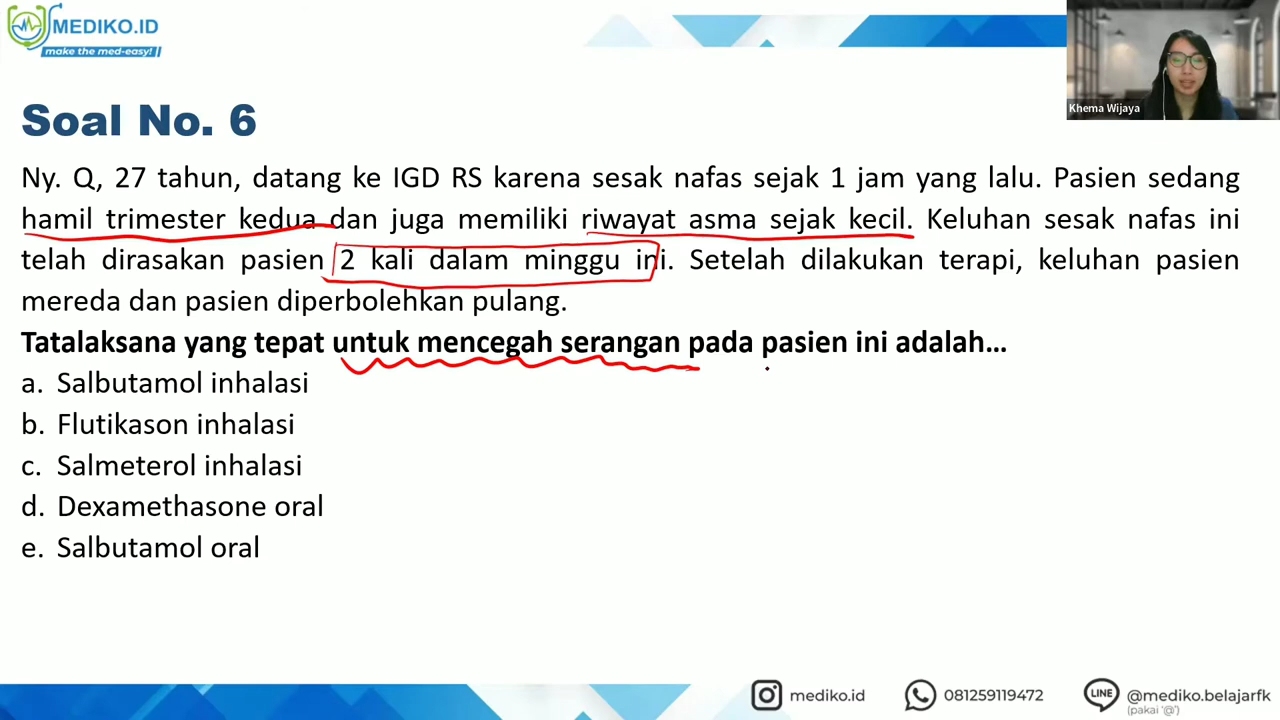 MEDIKO.ID
make the med-easy!
Khema Wijaya
Soal No. 6
Ny. Q, 27 tahun, datang ke IGD RS karena sesak nafas sejak 1 jam yang lalu. Pasien sedang
hamil trimester kedua dan juga memiliki riwayat asma sejak kecil. Keluhan sesak nafas ini
telah dirasakan pasien 2 kali dalam minggu ini. Setelah dilakukan terapi, keluhan pasien
mereda dan pasien diperbolehkan pulang.
Tatalaksana yang tepat untuk mencegah serangan pada pasien ini adalah...
a. Salbutamol inhalasi
b. Flutikason inhalasi
c. Salmeterol inhalasi
d. Dexamethasone oral
e. Salbutamol oral
mediko.id
081259119472
LINE
@mediko.belajarfk
(pakai '@')